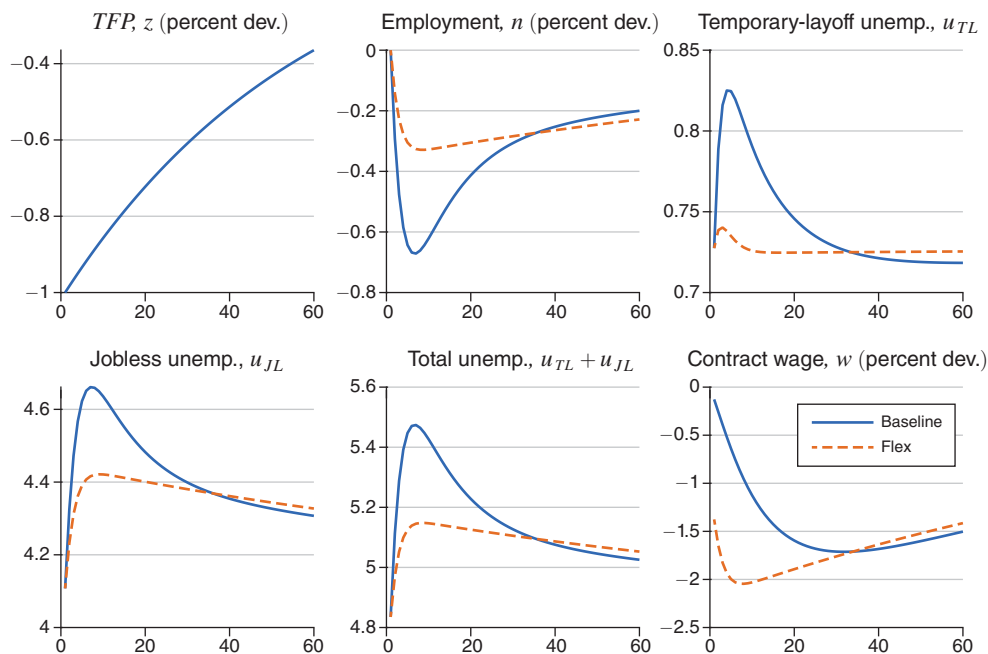 TFP, z (percent dev.)
−0.4
−0.6
−0.8
−1
0 20 40 60
Employment, n (percent dev.)
0
−0.2
−0.4
−0.6
−0.8
0 20 40 60
Temporary-layoff unemp., u_TL
0.85
0.8
0.75
0.7
0 20 40 60
Jobless unemp., u_JL
4.6
4.4
4.2
4
0 20 40 60
Total unemp., u_TL + u_JL
5.6
5.4
5.2
5
4.8
0 20 40 60
Contract wage, w (percent dev.)
0
−0.5
−1
−1.5
−2
−2.5
0 20 40 60
Baseline
Flex